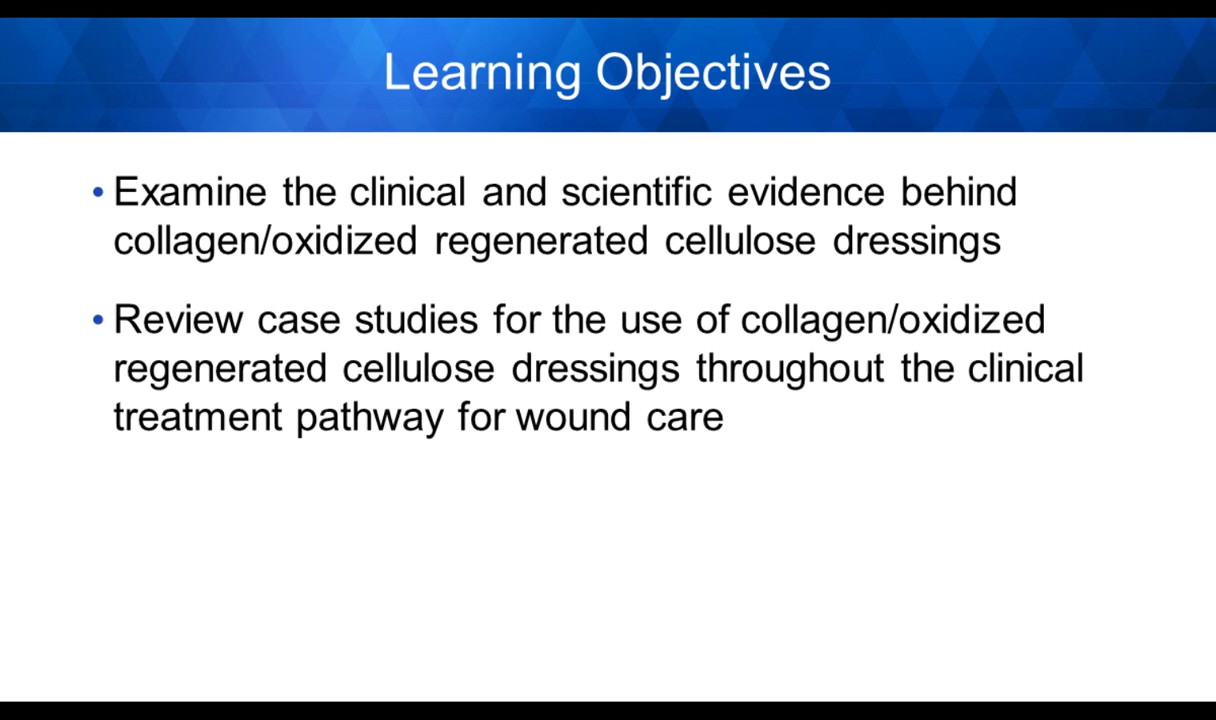 Learning Objectives
• Examine the clinical and scientific evidence behind
collagen/oxidized regenerated cellulose dressings
• Review case studies for the use of collagen/oxidized
regenerated cellulose dressings throughout the clinical
treatment pathway for wound care